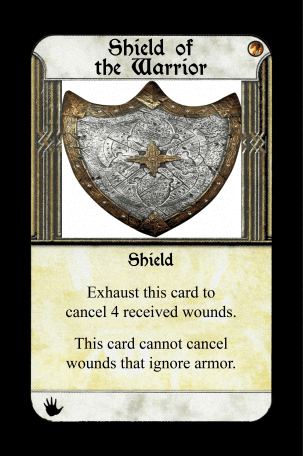 Shield of
the Warrior
Shield
Exhaust this card to
cancel 4 received wounds.
This card cannot cancel
wounds that ignore armor.